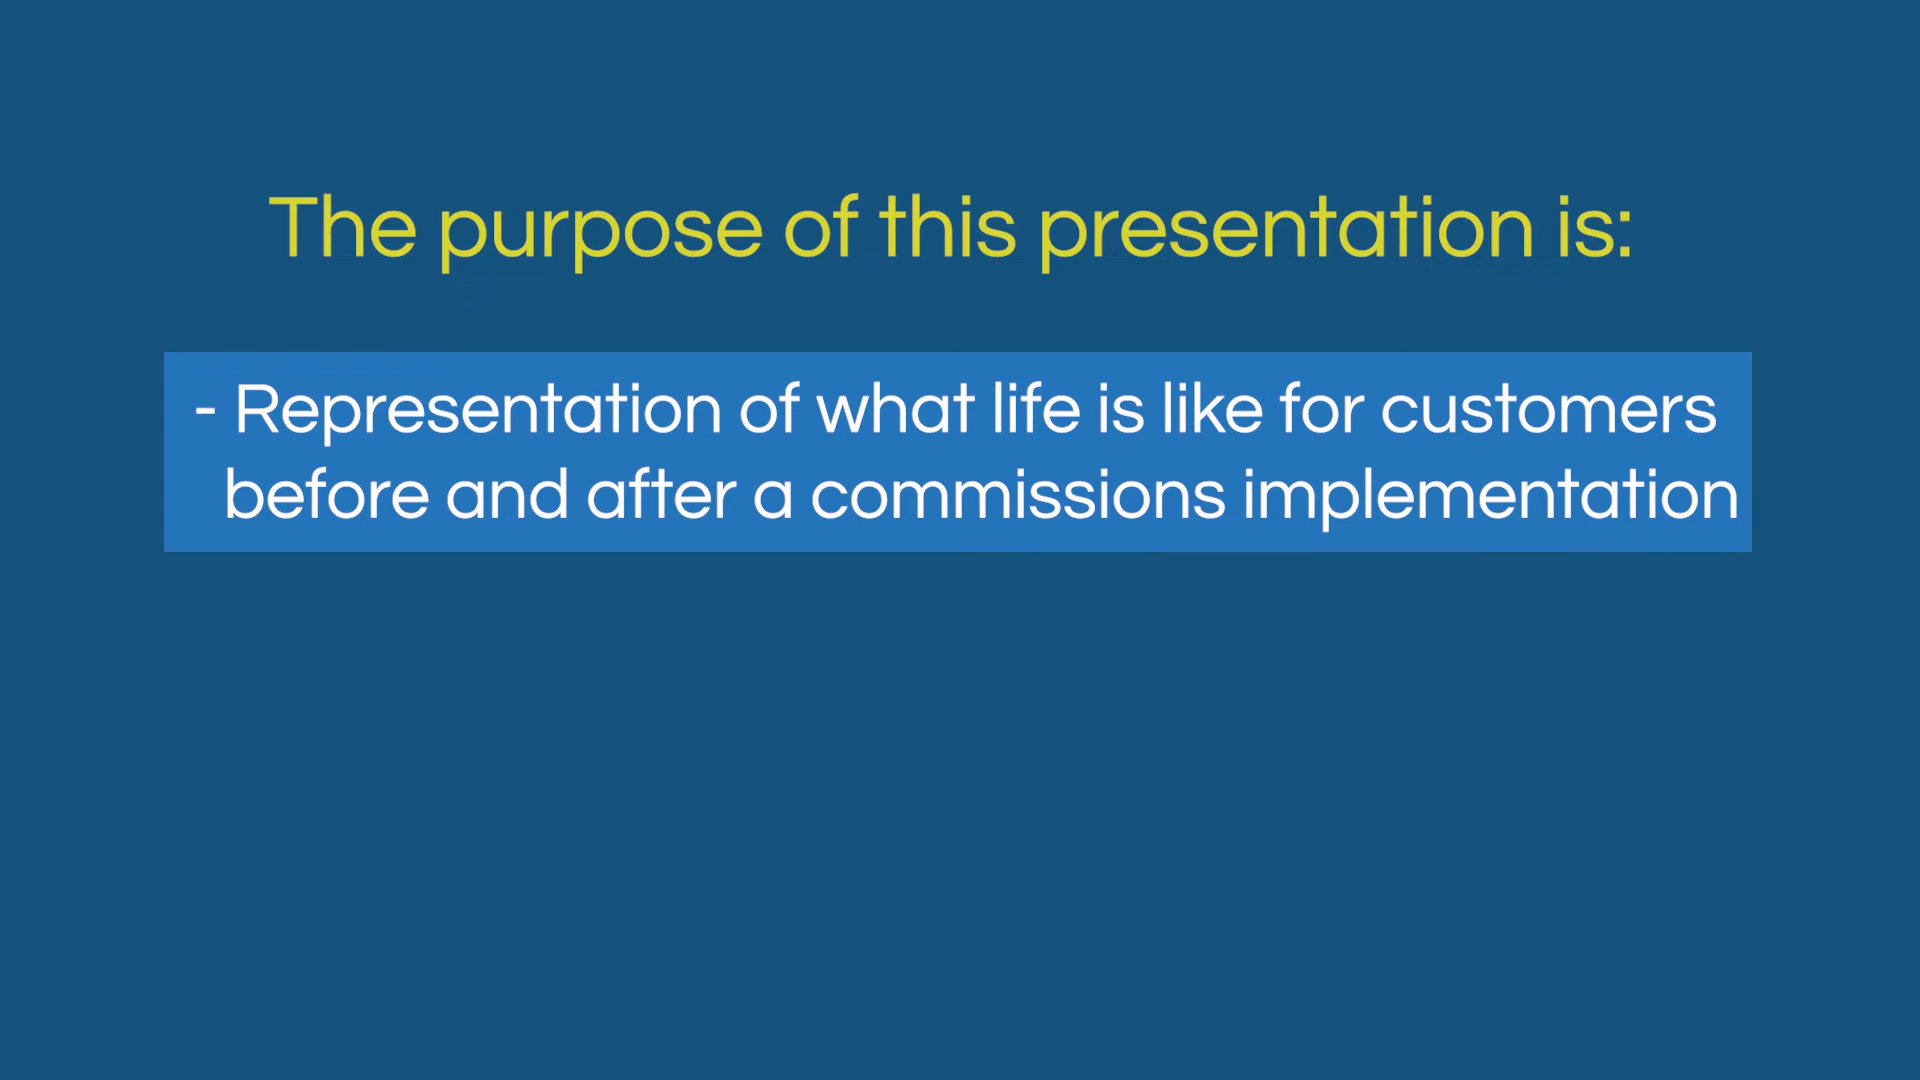 The purpose of this presentation is:
- Representation of what life is like for customers
before and after a commissions implementation